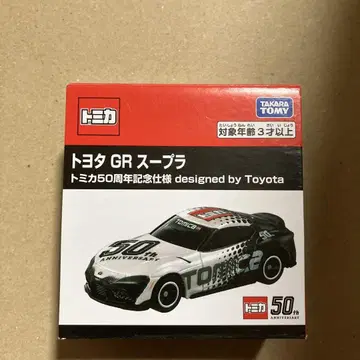 トミカ
TAKARA TOMY
たいしょうねんれい さい いじょう
対象年齢3才以上
トヨタ GR スープラ
トミカ50周年記念仕様 designed by Toyota
50th
ANNIVERSARY
TOMICA
トミカ
50th
ANNIVERSARY